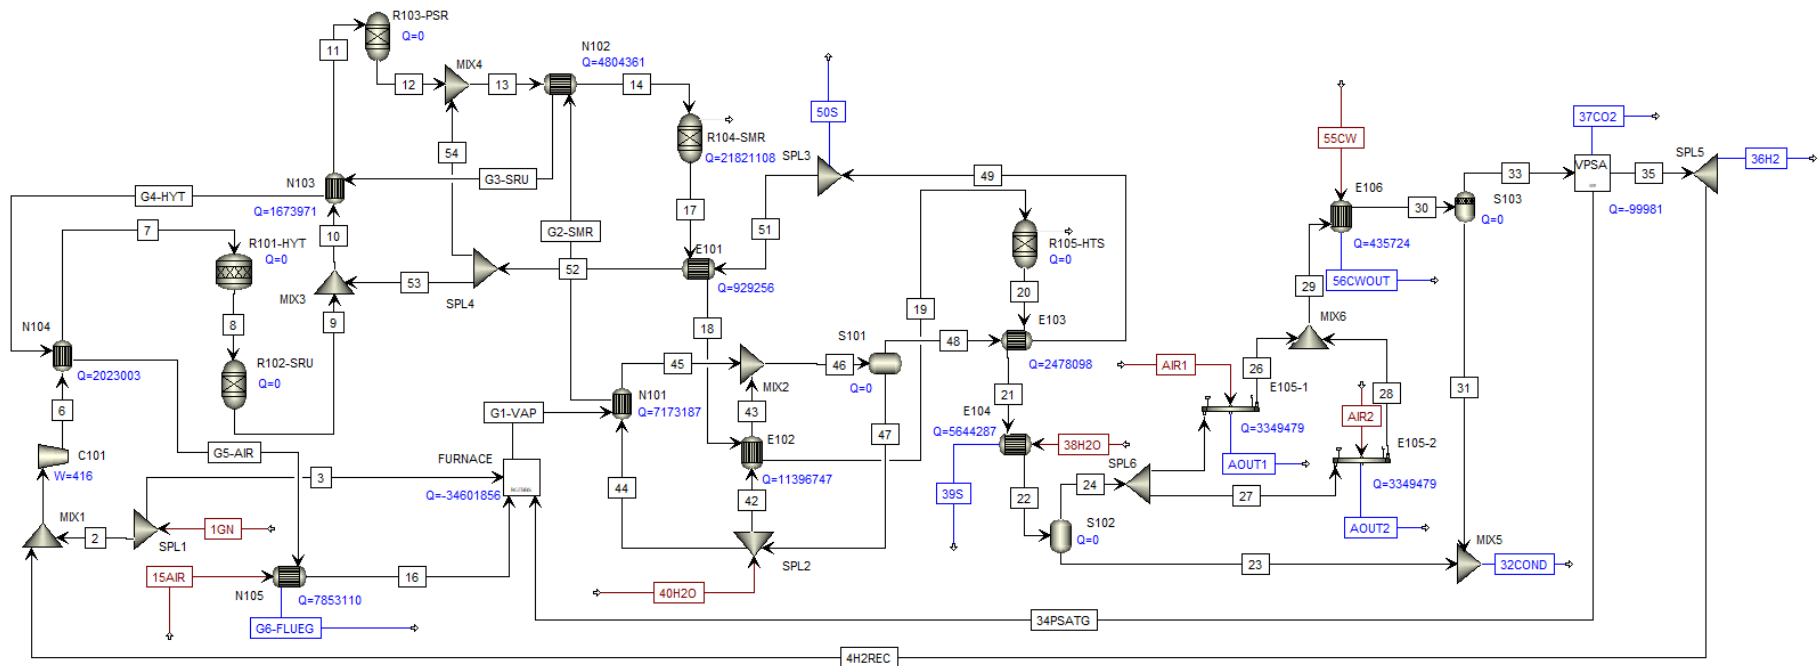 R103-PSR
Q=0
11
12
MIX4
13
N102
Q=4804361
14
R104-SMR
Q=21821108
50S
SPL3
55CW
37CO2
VPSA
Q=-99981
35
SPL5
36H2
33
S103
Q=0
30
E106
Q=435724
56CWOUT
54
G3-SRU
N103
Q=1673971
G4-HYT
7
10
R101-HYT
Q=0
17
G2-SMR
51
49
R105-HTS
Q=0
E101
Q=929256
52
53
SPL4
MIX3
8
9
N104
Q=2023003
R102-SRU
Q=0
18
19
20
29
MIX6
S101
Q=0
48
E103
Q=2478098
45
MIX2
46
AIR1
26
E105-1
Q=3349479
28
31
6
N101
Q=7173187
G1-VAP
43
E102
Q=11396747
47
21
E104
Q=5644287
38H2O
AIR2
E105-2
Q=3349479
AOUT1
C101
W=416
G5-AIR
FURNACE
Q=-34601856
3
44
42
39S
22
24
SPL6
27
S102
Q=0
AOUT2
MIX1
2
SPL1
1GN
SPL2
MIX5
32COND
23
15AIR
N105
Q=7853110
16
40H2O
G6-FLUEG
34PSATG
4H2REC